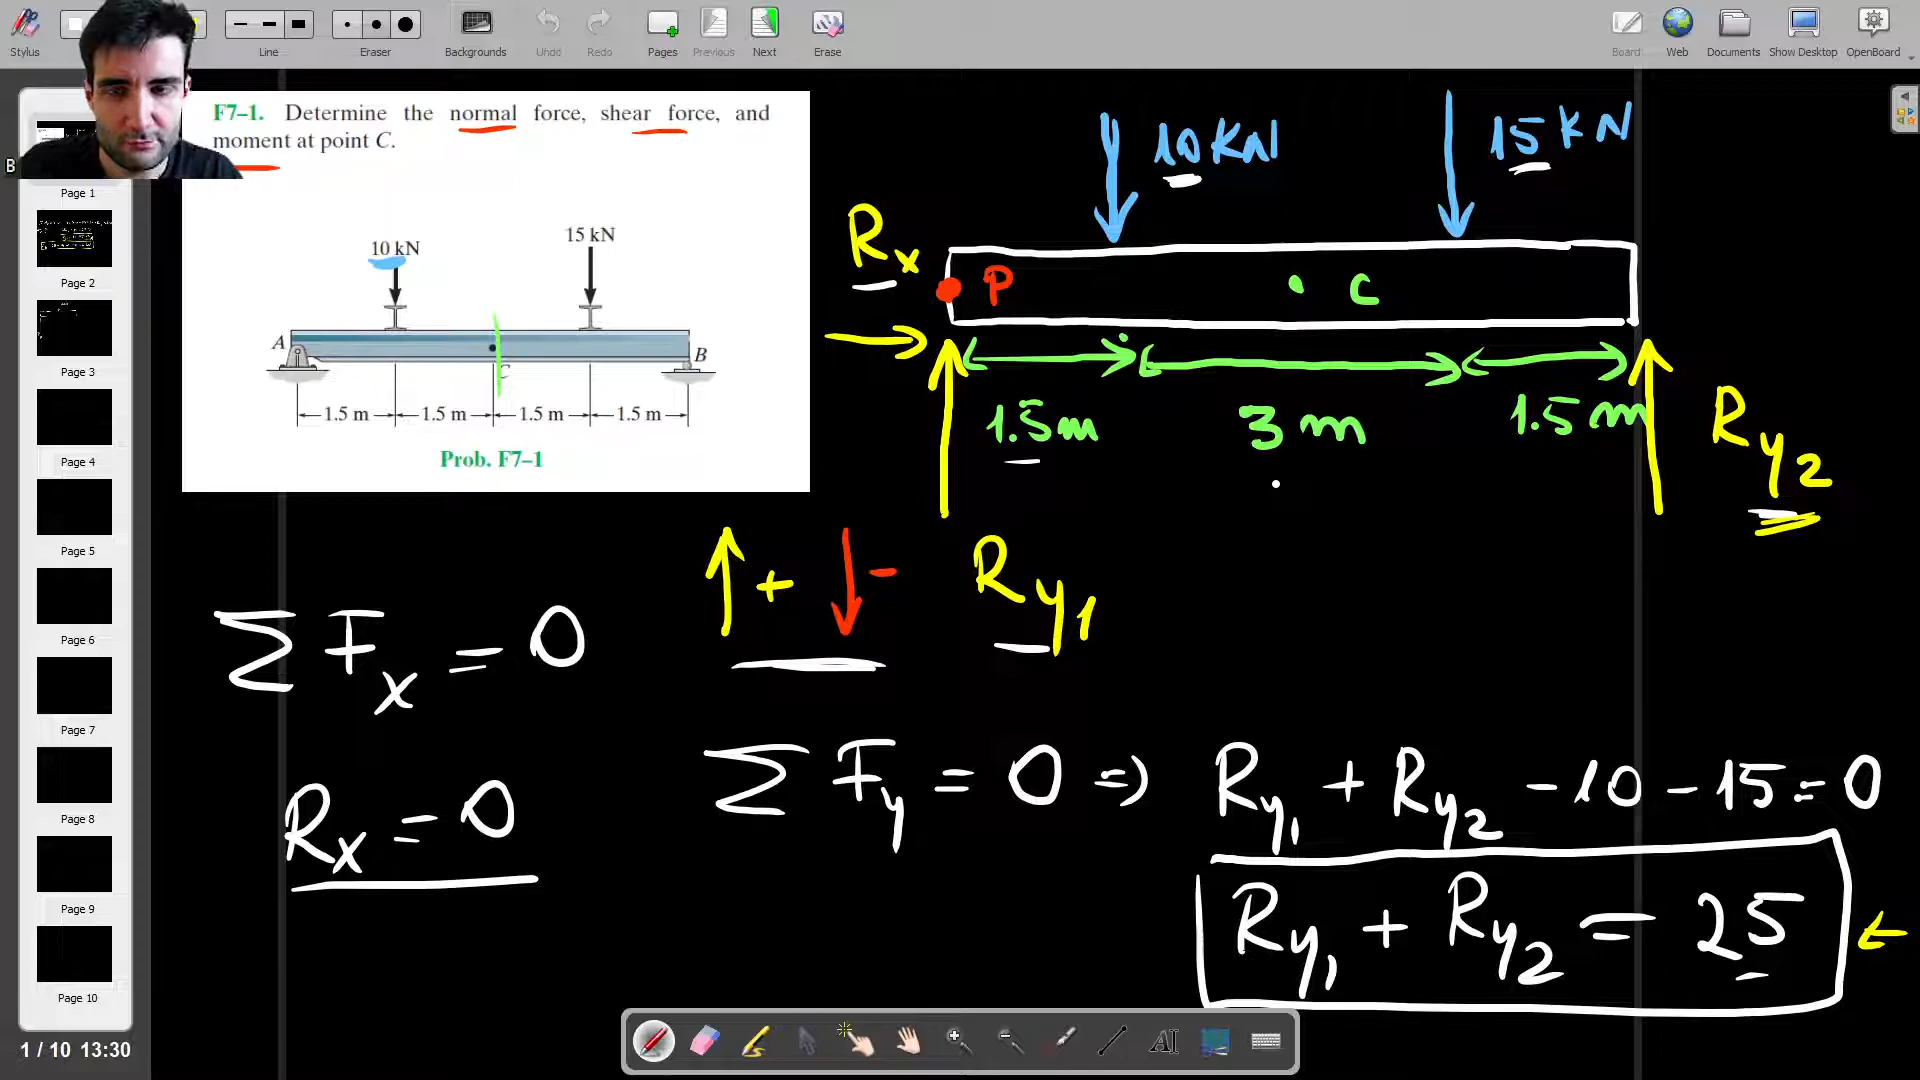 Stylus
Line
Eraser
Backgrounds
Undo
Redo
Pages
Previous
Next
Erase
Board
Web
Documents
Show Desktop
OpenBoard
B
Page 1
Page 2
Page 3
Page 4
Page 5
Page 6
Page 7
Page 8
Page 9
Page 10
1 / 10 13:30
F7–1. Determine the normal force, shear force, and
moment at point C.
10 kN
15 kN
A
B
C
1.5 m
1.5 m
1.5 m
1.5 m
Prob. F7–1
10 kN
15 kN
Rx
P
C
1.5 m
3 m
1.5 m
Ry2
+
-
Ry1
ΣFx = 0
Rx = 0
ΣFy = 0 => Ry1 + Ry2 -10 -15 = 0
Ry1 + Ry2 = 25
AI